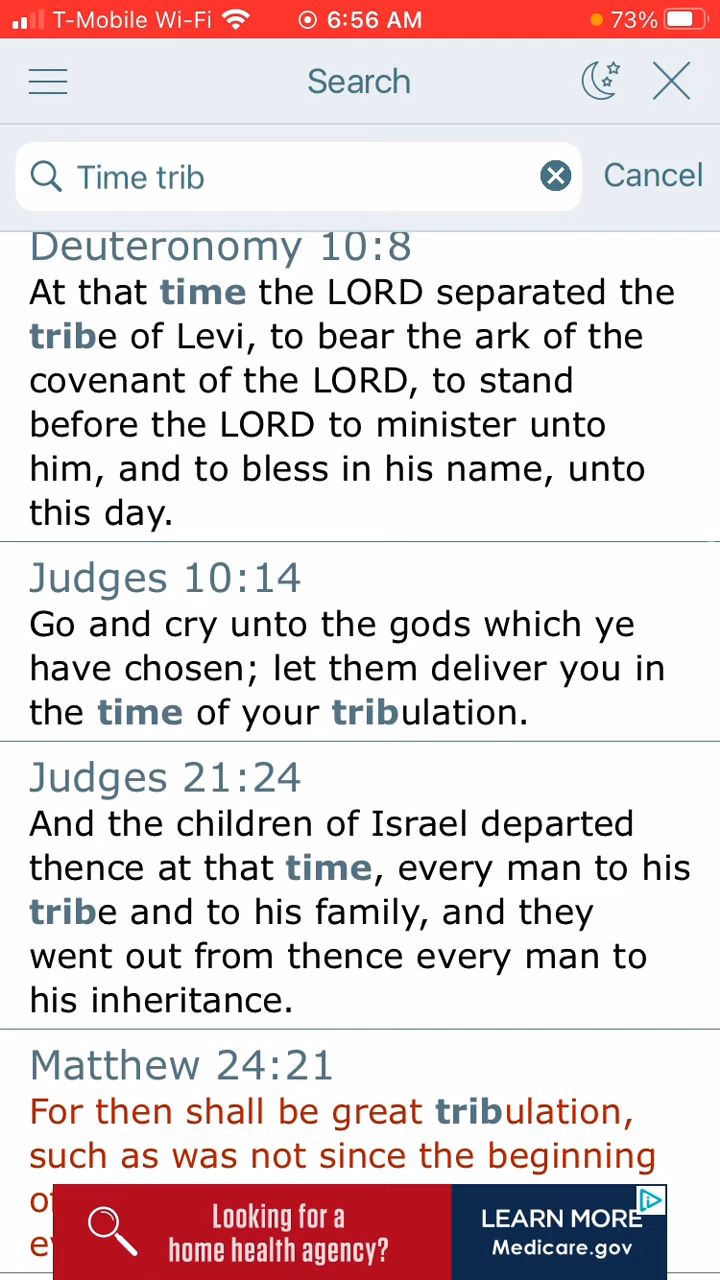 T-Mobile Wi-Fi 6:56 AM 73%
Search
Time trib Cancel
Deuteronomy 10:8
At that time the LORD separated the
tribe of Levi, to bear the ark of the
covenant of the LORD, to stand
before the LORD to minister unto
him, and to bless in his name, unto
this day.
Judges 10:14
Go and cry unto the gods which ye
have chosen; let them deliver you in
the time of your tribulation.
Judges 21:24
And the children of Israel departed
thence at that time, every man to his
tribe and to his family, and they
went out from thence every man to
his inheritance.
Matthew 24:21
For then shall be great tribulation,
such as was not since the beginning
Looking for a
home health agency?
LEARN MORE
Medicare.gov